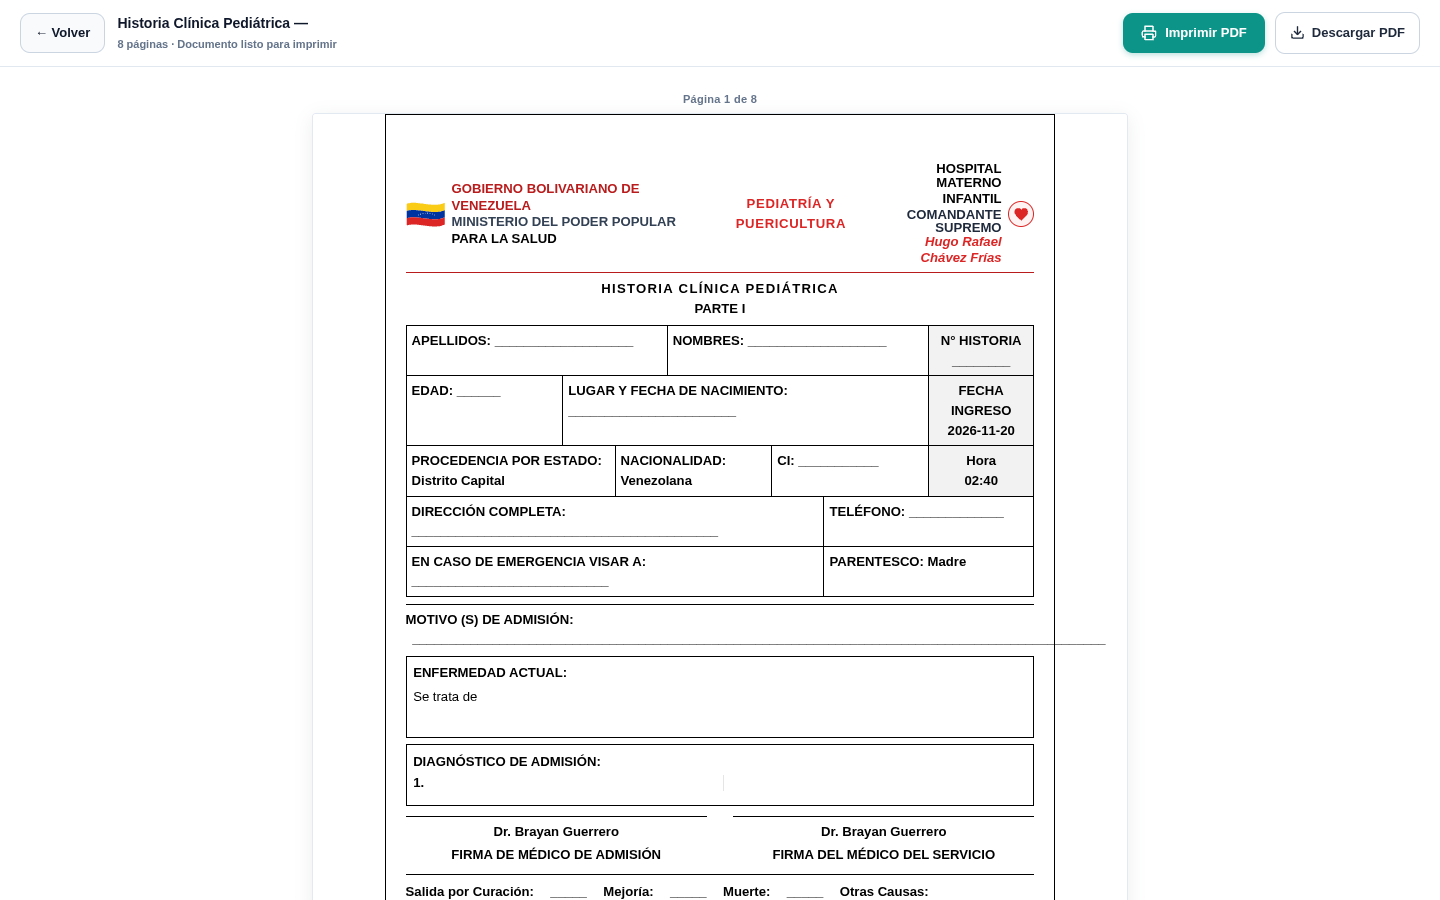 ← Volver
Historia Clínica Pediátrica —
8 páginas · Documento listo para imprimir
Imprimir PDF
Descargar PDF
Página 1 de 8
GOBIERNO BOLIVARIANO DE
VENEZUELA
MINISTERIO DEL PODER POPULAR
PARA LA SALUD
PEDIATRÍA Y
PUERICULTURA
HOSPITAL
MATERNO
INFANTIL
COMANDANTE
SUPREMO
Hugo Rafael
Chávez Frías
HISTORIA CLÍNICA PEDIÁTRICA
PARTE I
APELLIDOS: ___________________
NOMBRES: ___________________
N° HISTORIA
________
EDAD: ______
LUGAR Y FECHA DE NACIMIENTO:
_______________________
FECHA
INGRESO
2026-11-20
PROCEDENCIA POR ESTADO:
Distrito Capital
NACIONALIDAD:
Venezolana
CI: ___________
Hora
02:40
DIRECCIÓN COMPLETA:
__________________________________________
TELÉFONO: _____________
EN CASO DE EMERGENCIA VISAR A:
___________________________
PARENTESCO: Madre
MOTIVO (S) DE ADMISIÓN:
_______________________________________________________________________________________________
ENFERMEDAD ACTUAL:
Se trata de
DIAGNÓSTICO DE ADMISIÓN:
1.
Dr. Brayan Guerrero
FIRMA DE MÉDICO DE ADMISIÓN
Dr. Brayan Guerrero
FIRMA DEL MÉDICO DEL SERVICIO
Salida por Curación: _____ Mejoría: _____ Muerte: _____ Otras Causas: